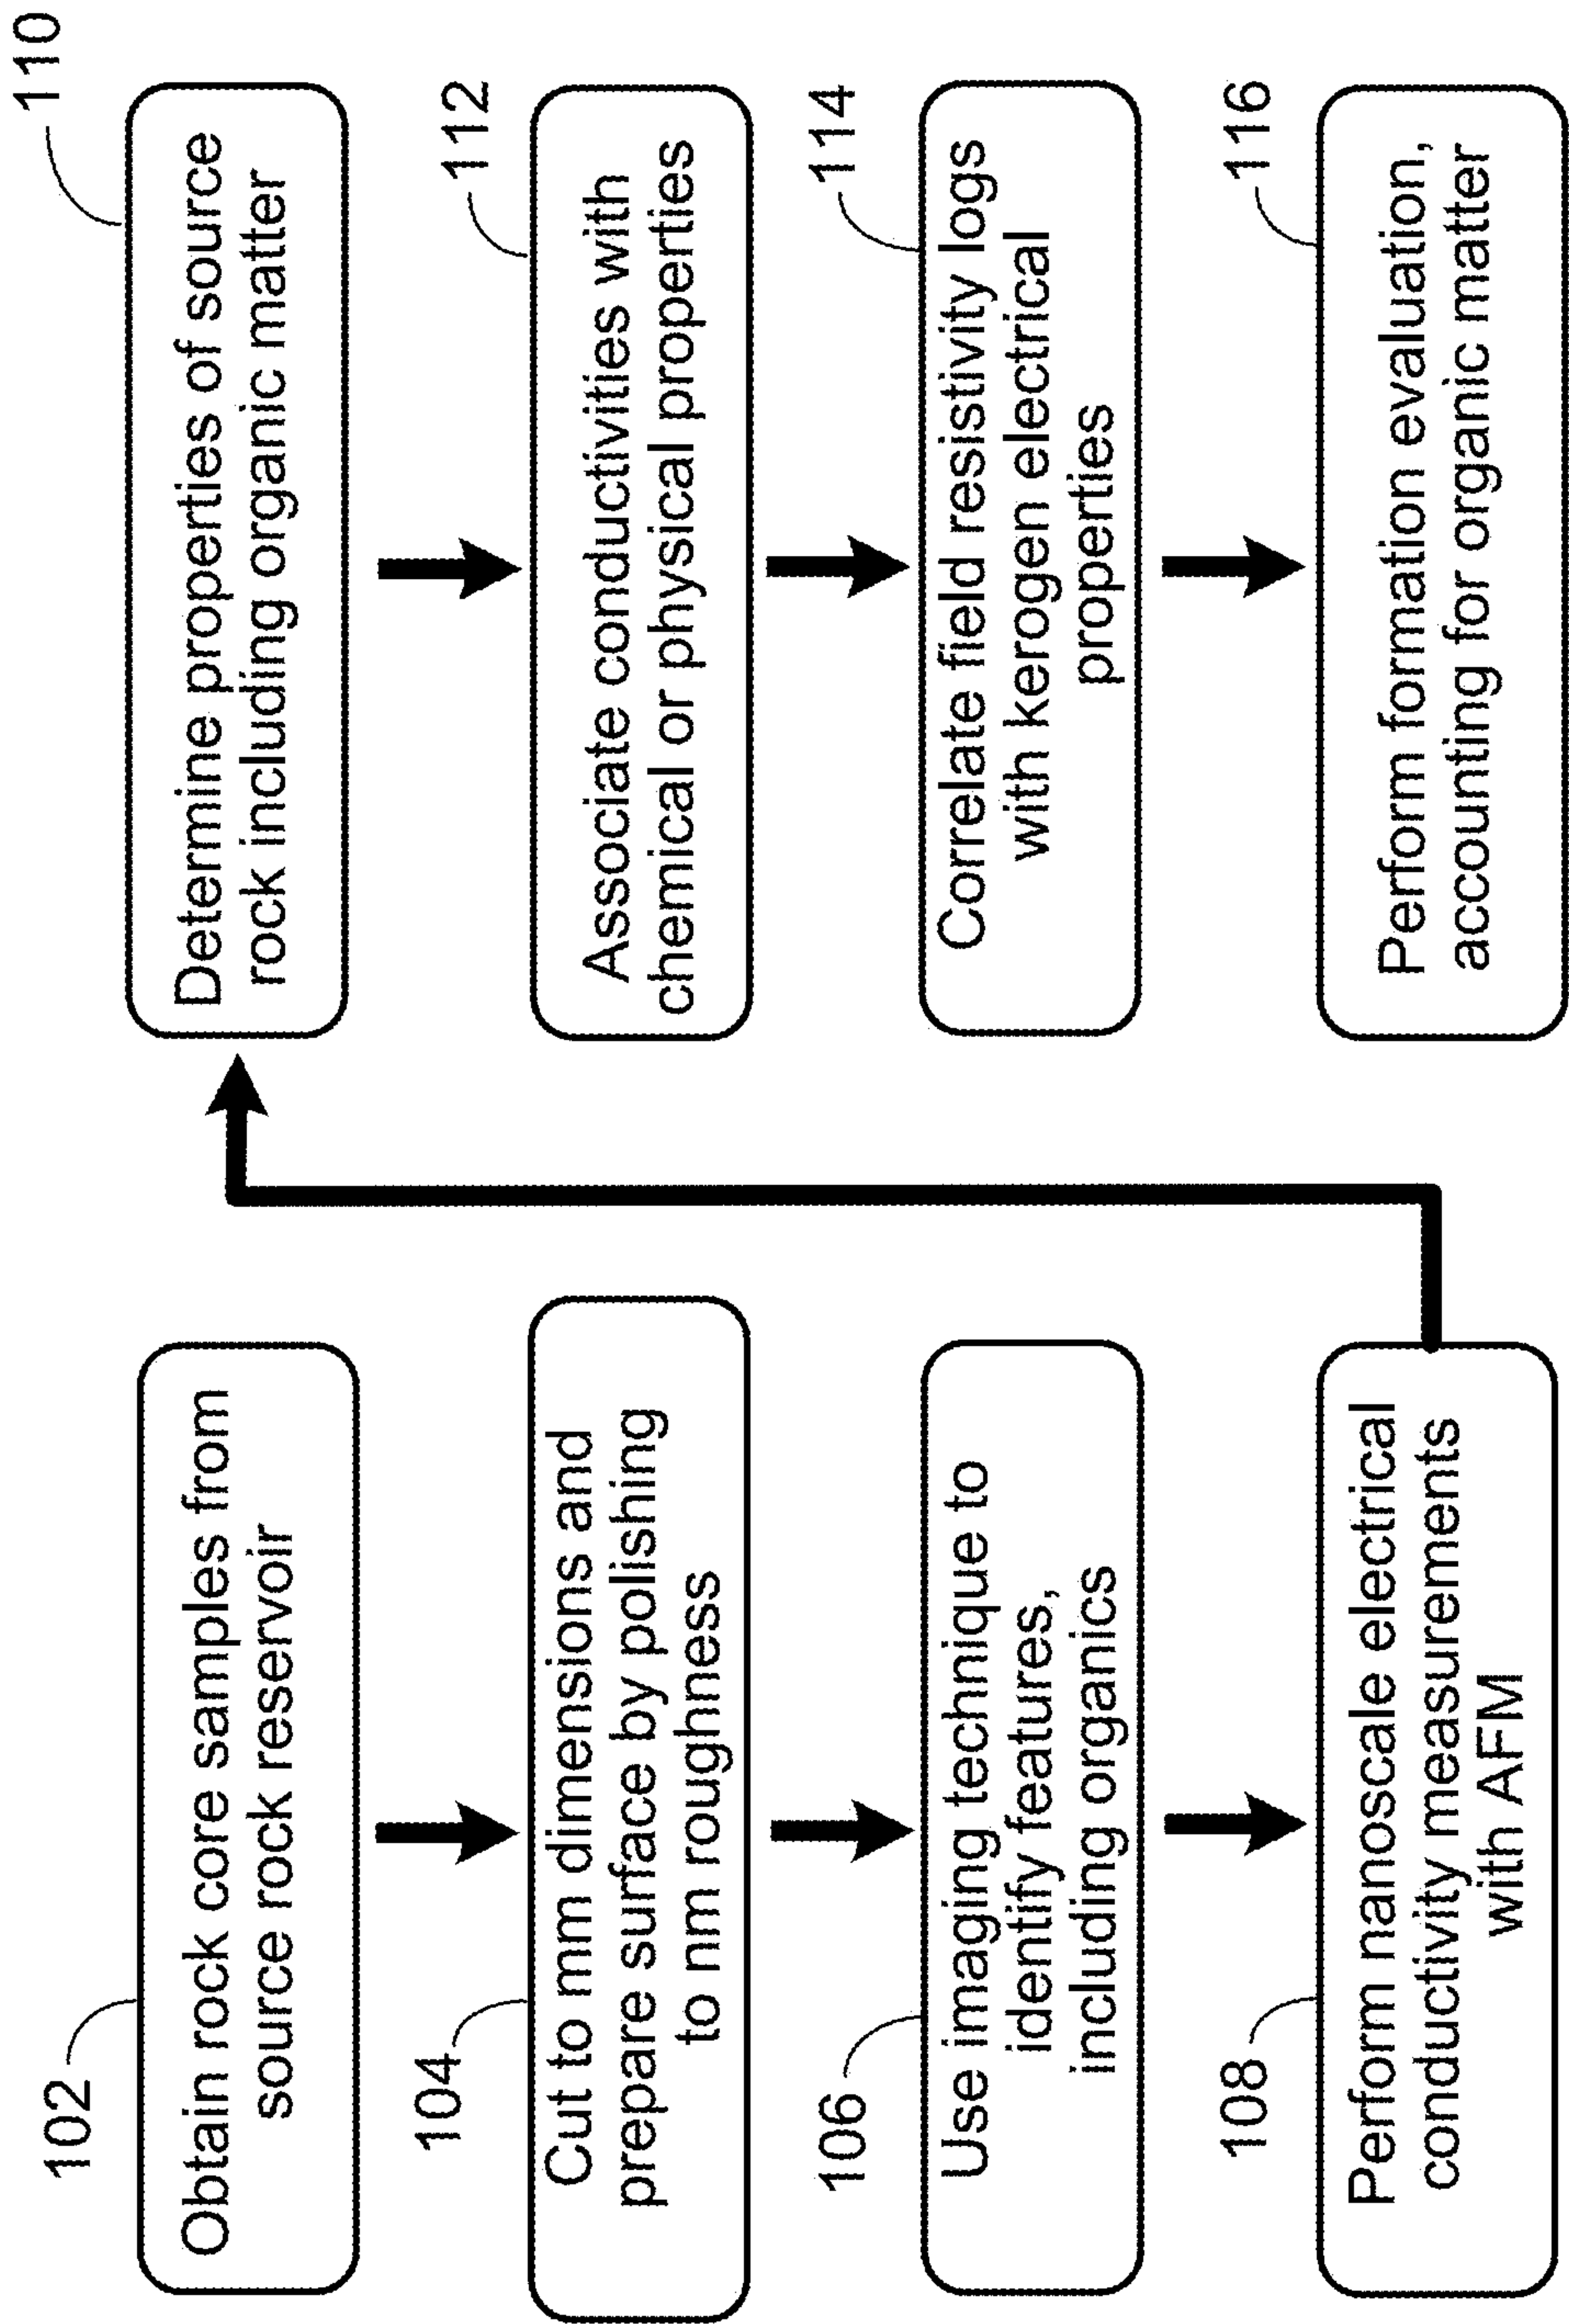 102
Obtain rock core samples from
source rock reservoir
104
Cut to mm dimensions and
prepare surface by polishing
to nm roughness
106
Use imaging technique to
identify features,
including organics
108
Perform nanoscale electrical
conductivity measurements
with AFM
110
Determine properties of source
rock including organic matter
112
Associate conductivities with
chemical or physical properties
114
Correlate field resistivity logs
with kerogen electrical
properties
116
Perform formation evaluation,
accounting for organic matter